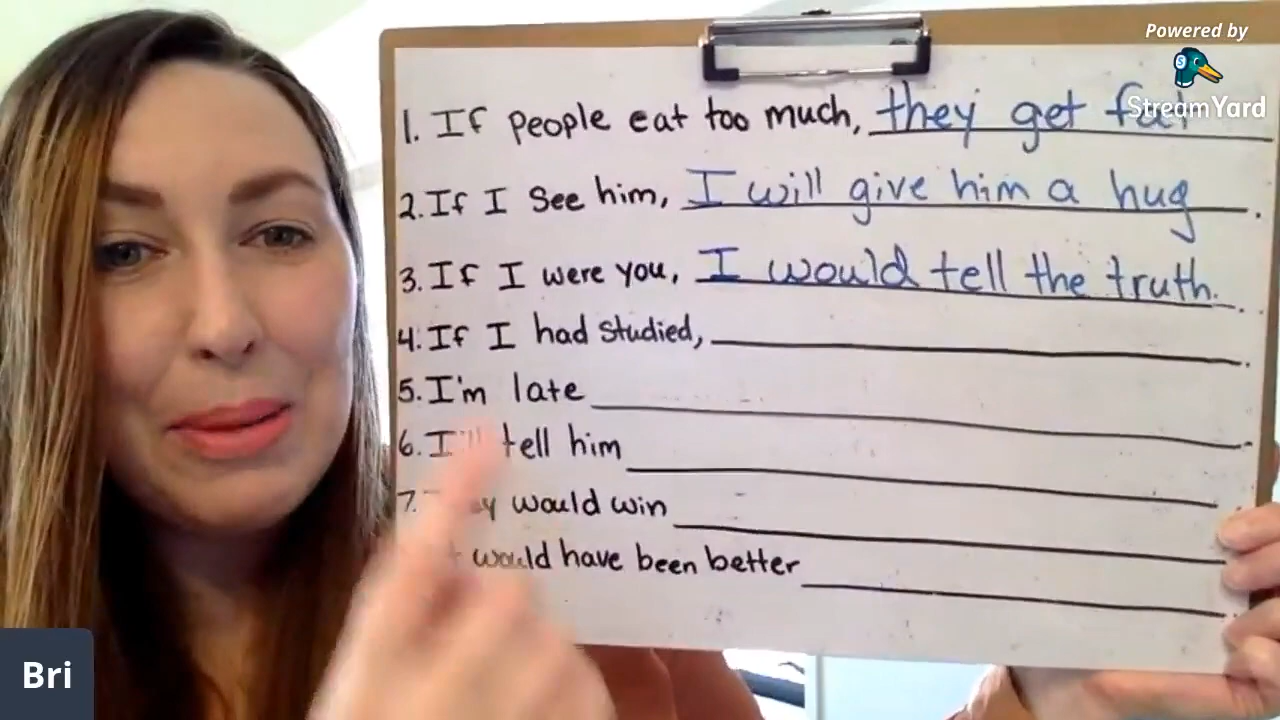 Powered by
StreamYard
1. If people eat too much, they get fat
2. If I See him, I will give him a hug.
3. If I were you, I would tell the truth.
4. If I had studied, .
5. I'm late .
6. I'll tell him .
7. would win .
would have been better .
Bri